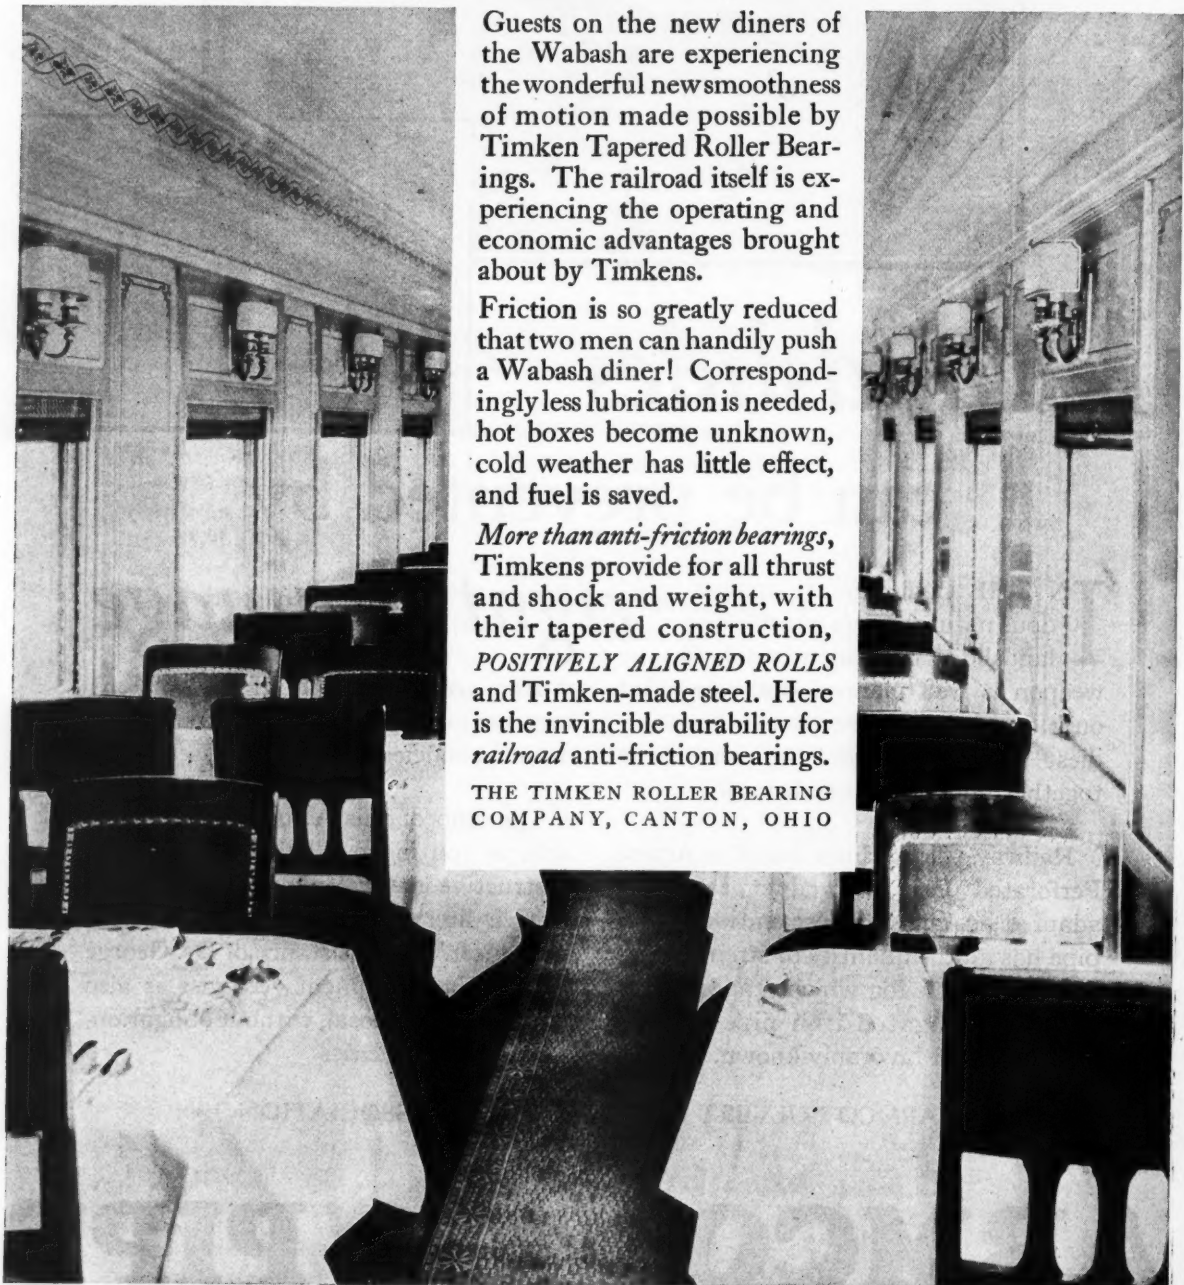 Guests on the new diners of
the Wabash are experiencing
the wonderful new smoothness
of motion made possible by
Timken Tapered Roller Bear-
ings. The railroad itself is ex-
periencing the operating and
economic advantages brought
about by Timkens.
Friction is so greatly reduced
that two men can handily push
a Wabash diner! Correspond-
ingly less lubrication is needed,
hot boxes become unknown,
cold weather has little effect,
and fuel is saved.
More than anti-friction bearings,
Timkens provide for all thrust
and shock and weight, with
their tapered construction,
POSITIVELY ALIGNED ROLLS
and Timken-made steel. Here
is the invincible durability for
railroad anti-friction bearings.
THE TIMKEN ROLLER BEARING
COMPANY, CANTON, OHIO